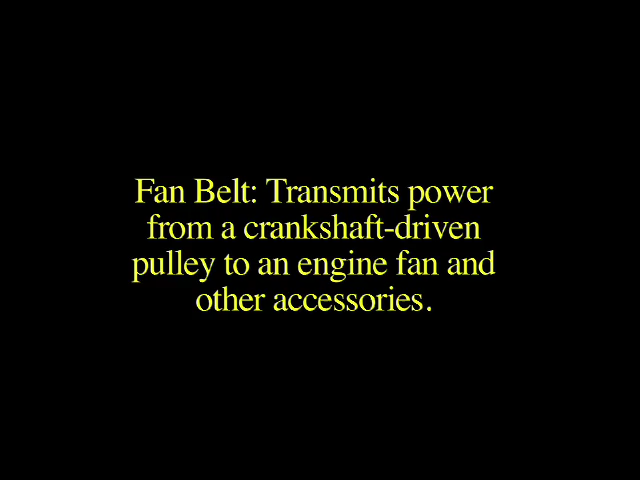 Fan Belt: Transmits power
from a crankshaft-driven
pulley to an engine fan and
other accessories.